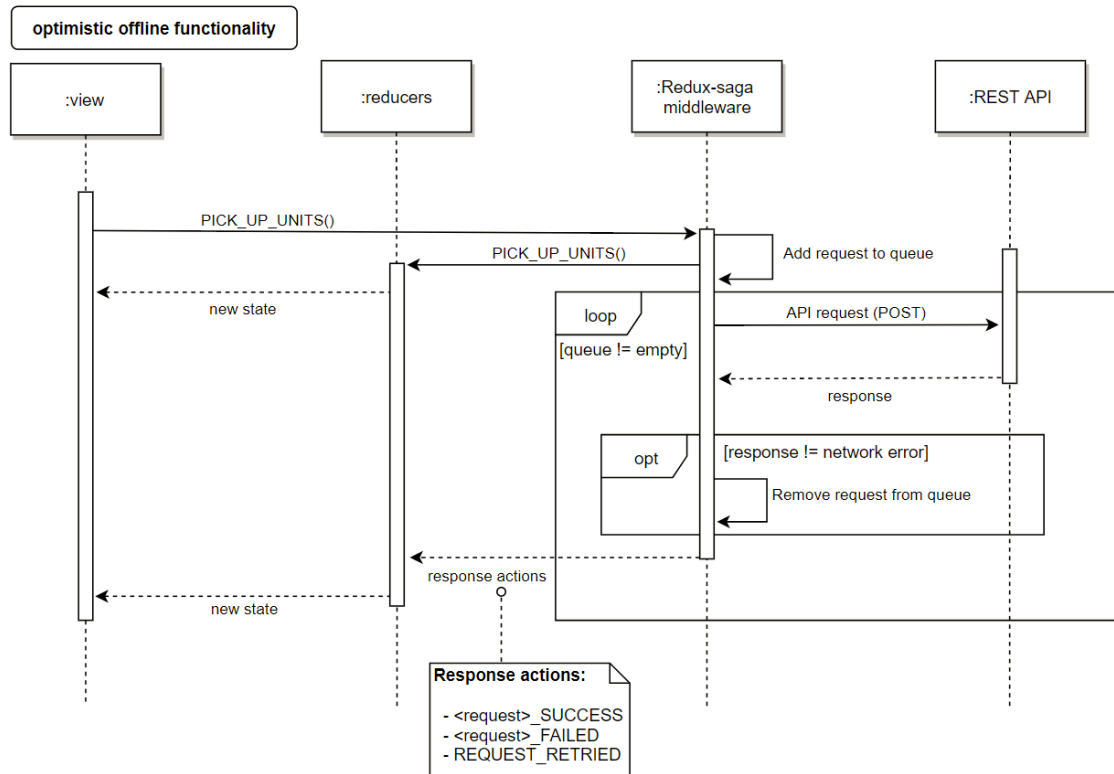 optimistic offline functionality
:view
:reducers
:Redux-saga
middleware
:REST API
PICK_UP_UNITS()
Add request to queue
PICK_UP_UNITS()
new state
loop
API request (POST)
[queue != empty]
response
opt
[response != network error]
Remove request from queue
response actions
new state
Response actions:
- <request>_SUCCESS
- <request>_FAILED
- REQUEST_RETRIED